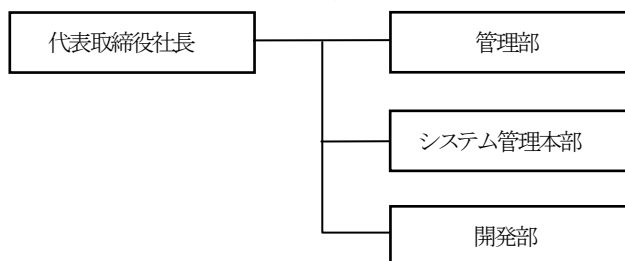 代表取締役社長
管理部
システム管理本部
開発部